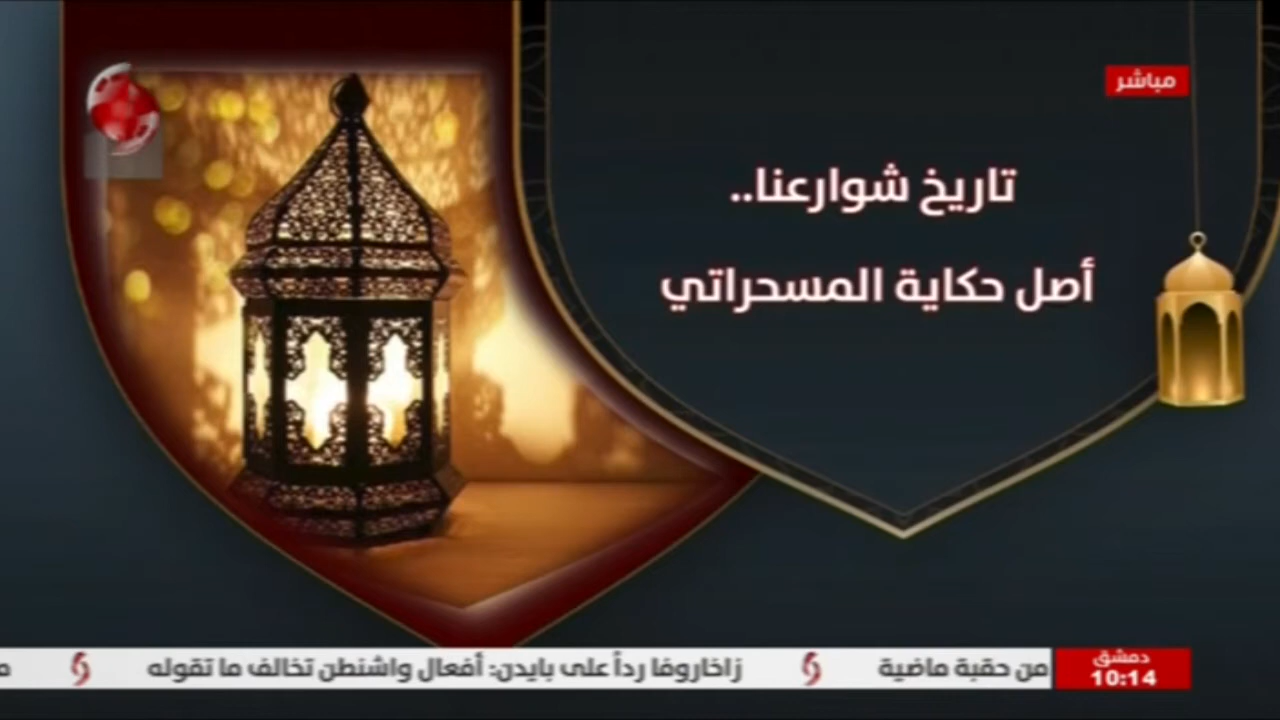 مباشر
تاريخ شوارعنا..
أصل حكاية المسحراتي
دمشق
10:14
من حقبة ماضية
زاخاروفا رداً على بايدن: أفعال واشنطن تخالف ما تقوله